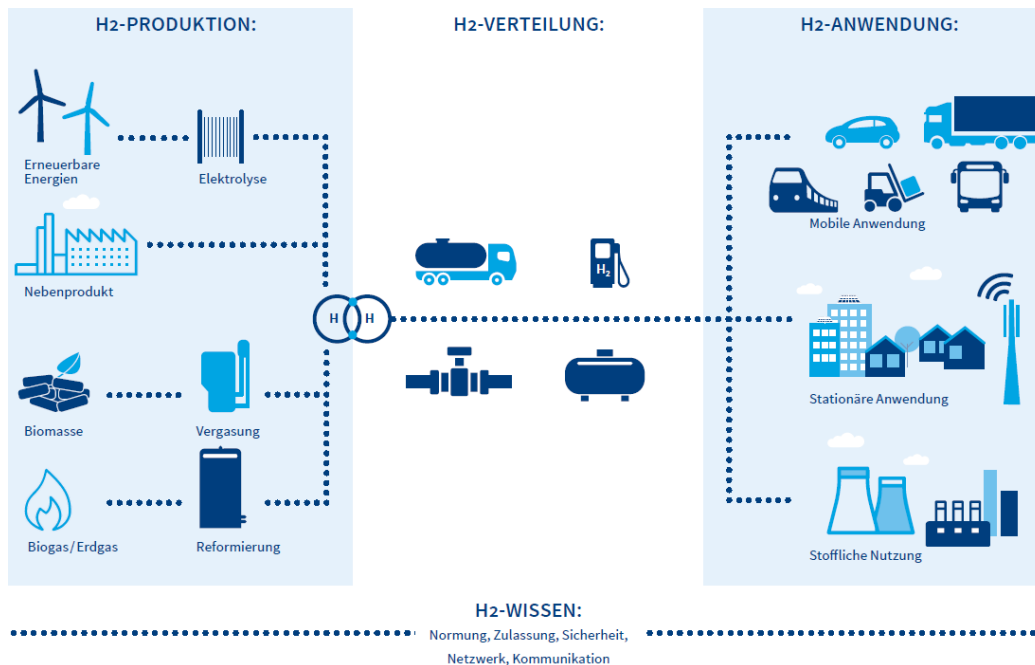 H2-PRODUKTION:
H2-VERTEILUNG:
H2-ANWENDUNG:
Erneuerbare
Energien
Elektrolyse
Nebenprodukt
Biomasse
Vergasung
Biogas/Erdgas
Reformierung
H H
H₂
Mobile Anwendung
Stationäre Anwendung
Stoffliche Nutzung
H2-WISSEN:
Normung, Zulassung, Sicherheit,
Netzwerk, Kommunikation